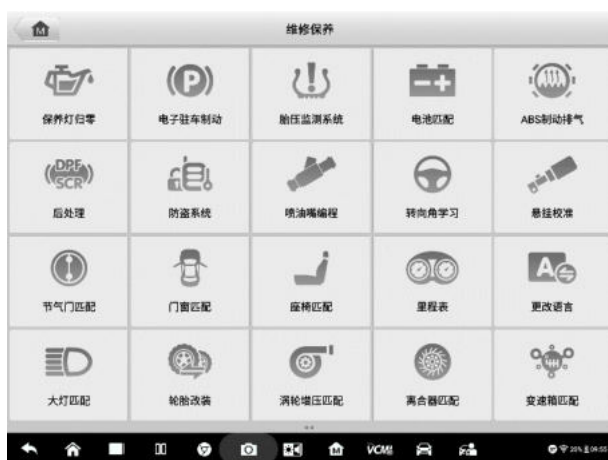 M
维修保养
保养灯归零
电子驻车制动
胎压监测系统
电池匹配
ABS制动排气
DPF
SCR
后处理
防盗系统
喷油嘴编程
转向角学习
悬挂校准
节气门匹配
门窗匹配
座椅匹配
里程表
A
更改语言
大灯匹配
轮胎改装
涡轮增压匹配
离合器匹配
变速箱匹配
M
VCMI